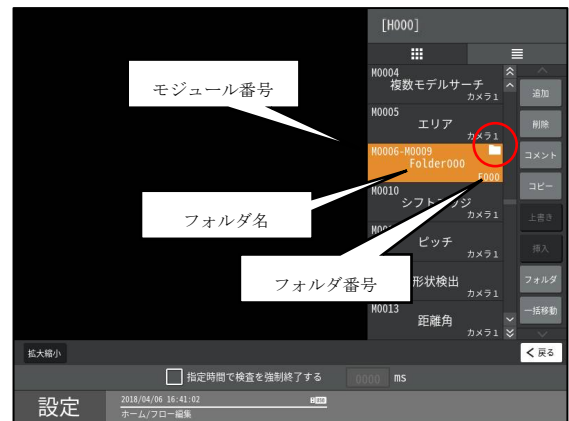 [H000]
M0004
複数モデルサーチ
カメラ1
M0005
エリア
カメラ1
M0006-M0009
Folder000
F000
M0010
カメラ1
ピッチ
カメラ1
形状検出
カメラ1
M0013
距離角
カメラ1
追加
削除
コメント
コピー
上書き
挿入
フォルダ
一括移動
モジュール番号
フォルダ名
フォルダ番号
拡大縮小
戻る
指定時間で検査を強制終了する
0000 ms
設定
2018/04/06 16:41:02
ホーム/フロー編集